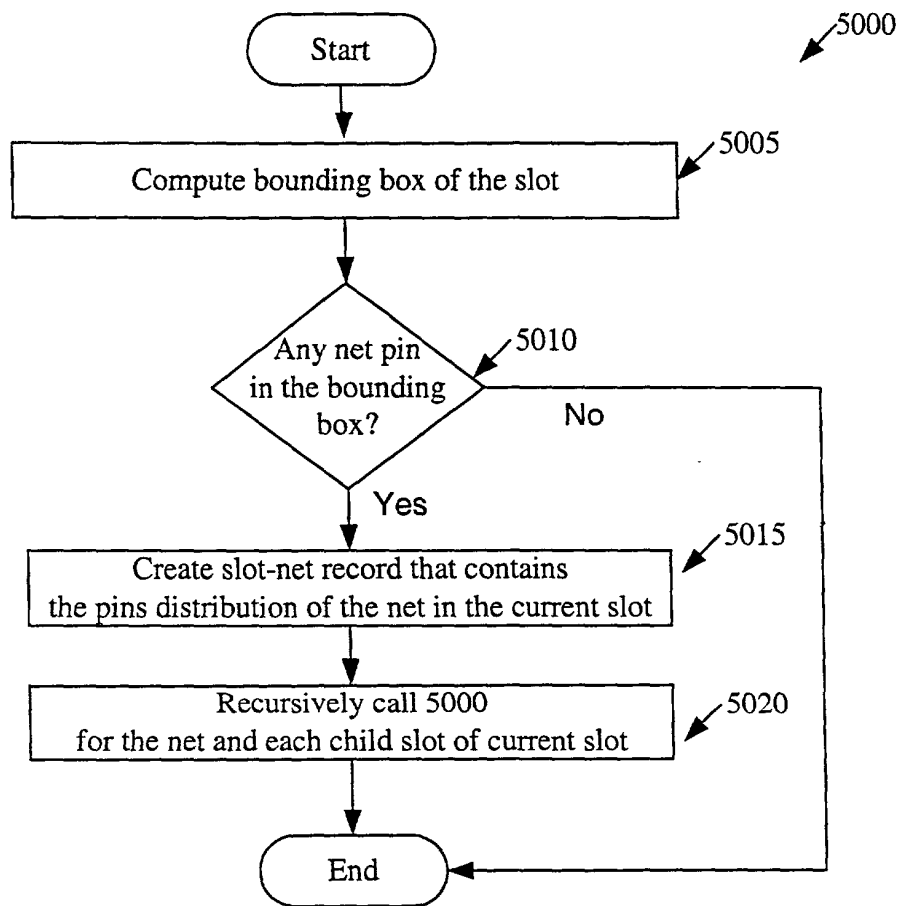 5000
Start
5005
Compute bounding box of the slot
5010
Any net pin
in the bounding
box?
No
Yes
5015
Create slot-net record that contains
the pins distribution of the net in the current slot
5020
Recursively call 5000
for the net and each child slot of current slot
End